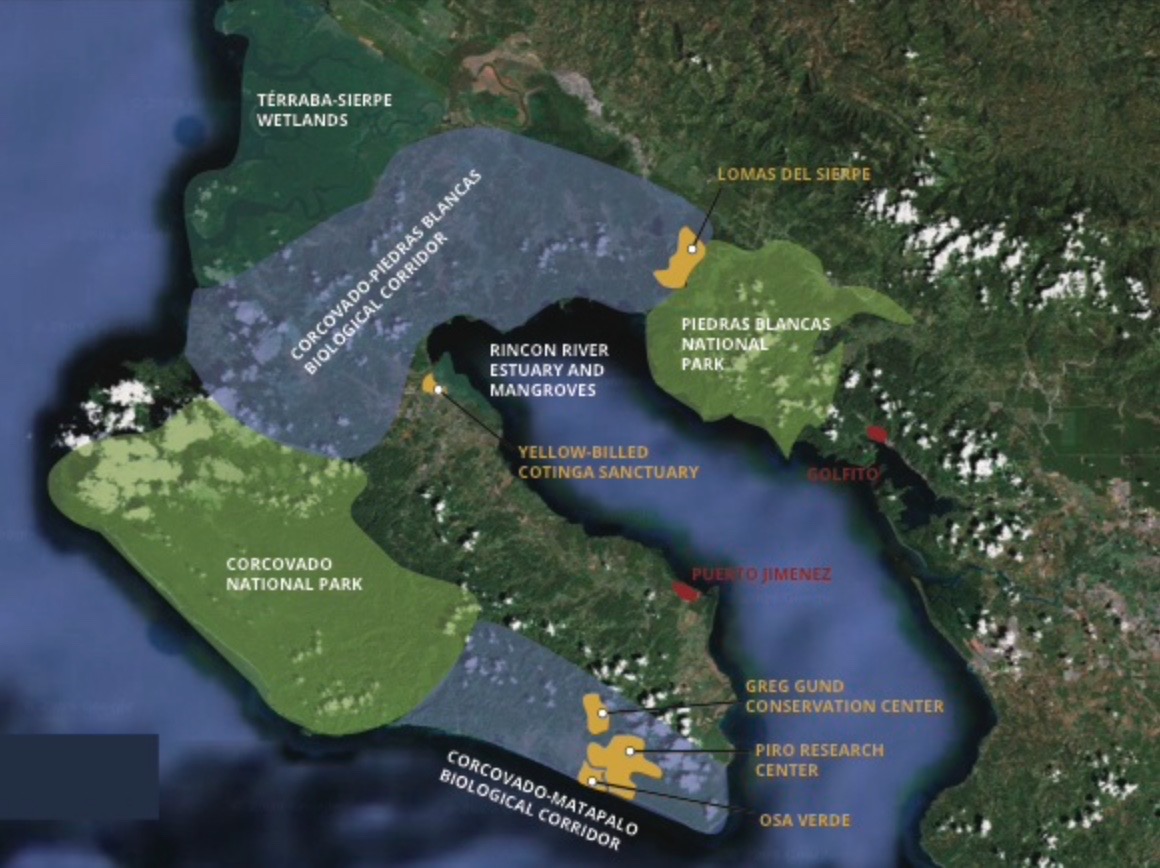 TÉRRABA-SIERPE
WETLANDS
LOMAS DEL SIERPE
CORCOVADO-PIEDRAS BLANCAS
BIOLOGICAL CORRIDOR
PIEDRAS BLANCAS
NATIONAL
PARK
RINCON RIVER
ESTUARY AND
MANGROVES
YELLOW-BILLED
COTINGA SANCTUARY
GOLFITO
CORCOVADO
NATIONAL PARK
PUERTO JIMENEZ
GREG GUND
CONSERVATION CENTER
PIRO RESEARCH
CENTER
CORCOVADO-MATAPALO
BIOLOGICAL CORRIDOR
OSA VERDE